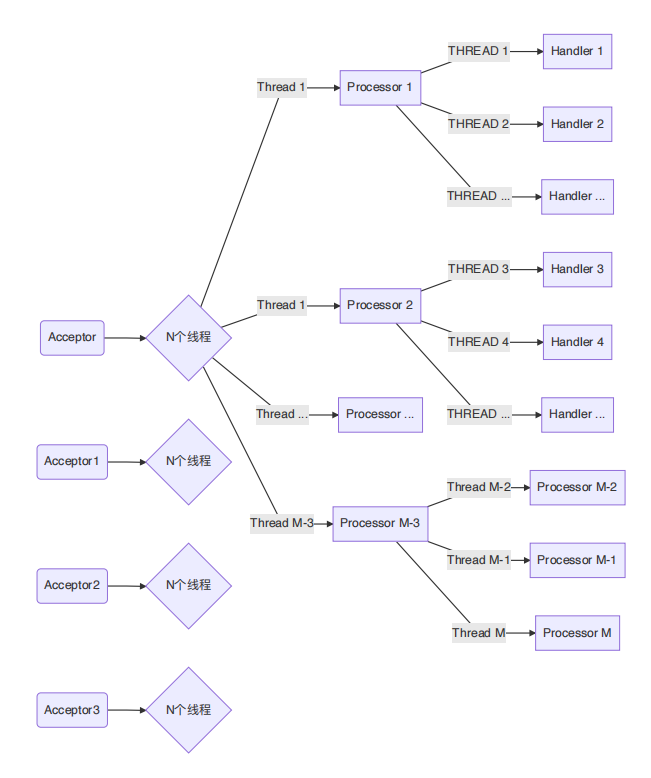 THREAD 1
Handler 1
Thread 1
Processor 1
THREAD 2
Handler 2
THREAD ...
Handler ...
THREAD 3
Handler 3
Thread 1
Processor 2
Acceptor
N个线程
THREAD 4
Handler 4
Thread ...
Processor ...
THREAD ...
Handler ...
Acceptor1
N个线程
Thread M-2
Processor M-2
Thread M-3
Processor M-3
Thread M-1
Processor M-1
Acceptor2
N个线程
Thread M
Processor M
Acceptor3
N个线程